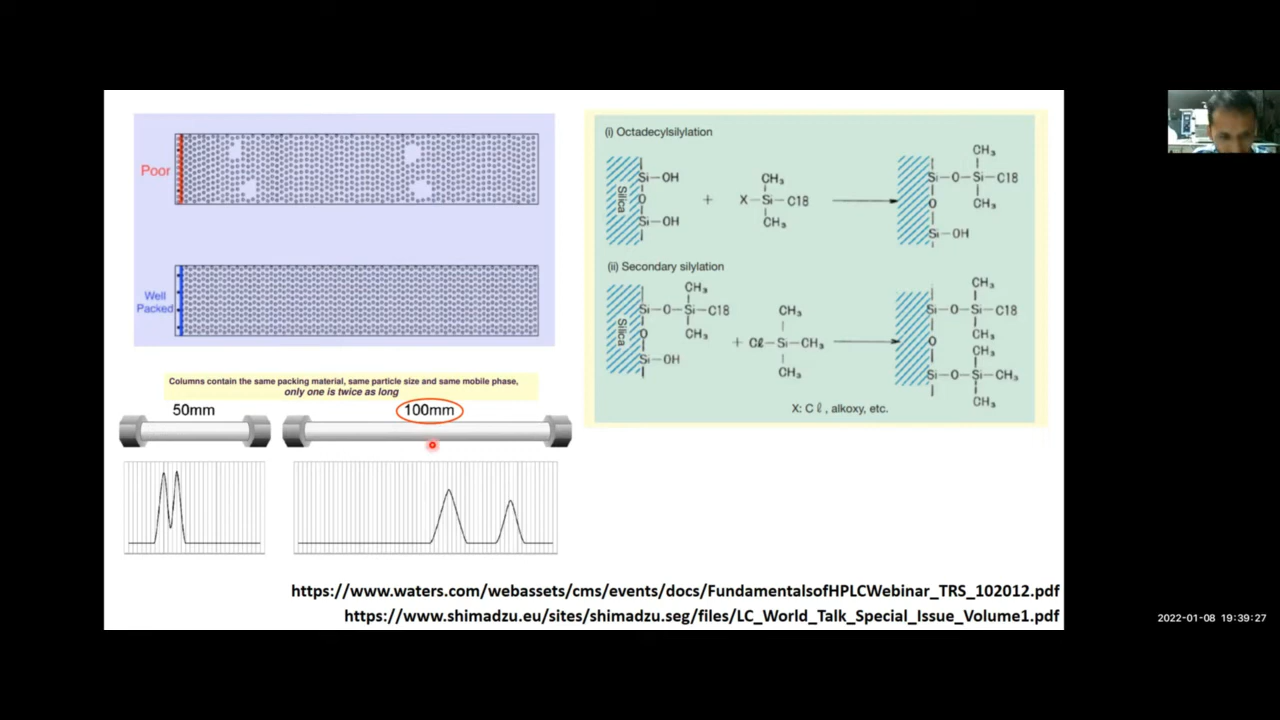 Poor
Well
Packed
Columns contain the same packing material, same particle size and same mobile phase,
only one is twice as long
50mm
100mm
(i) Octadecylsilylation
Silica
Si–OH
O
Si–OH
+
CH₃
X–Si–C18
CH₃
CH₃
Si–O–Si–C18
CH₃
O
Si–OH
(ii) Secondary silylation
Silica
CH₃
Si–O–Si–C18
CH₃
O
Si–OH
CH₃
+ Cℓ–Si–CH₃
CH₃
CH₃
Si–O–Si–C18
CH₃
O
CH₃
Si–O–Si–CH₃
CH₃
X: C ℓ , alkoxy, etc.
https://www.waters.com/webassets/cms/events/docs/FundamentalsofHPLCWebinar_TRS_102012.pdf
https://www.shimadzu.eu/sites/shimadzu.seg/files/LC_World_Talk_Special_Issue_Volume1.pdf
2022-01-08 19:39:27